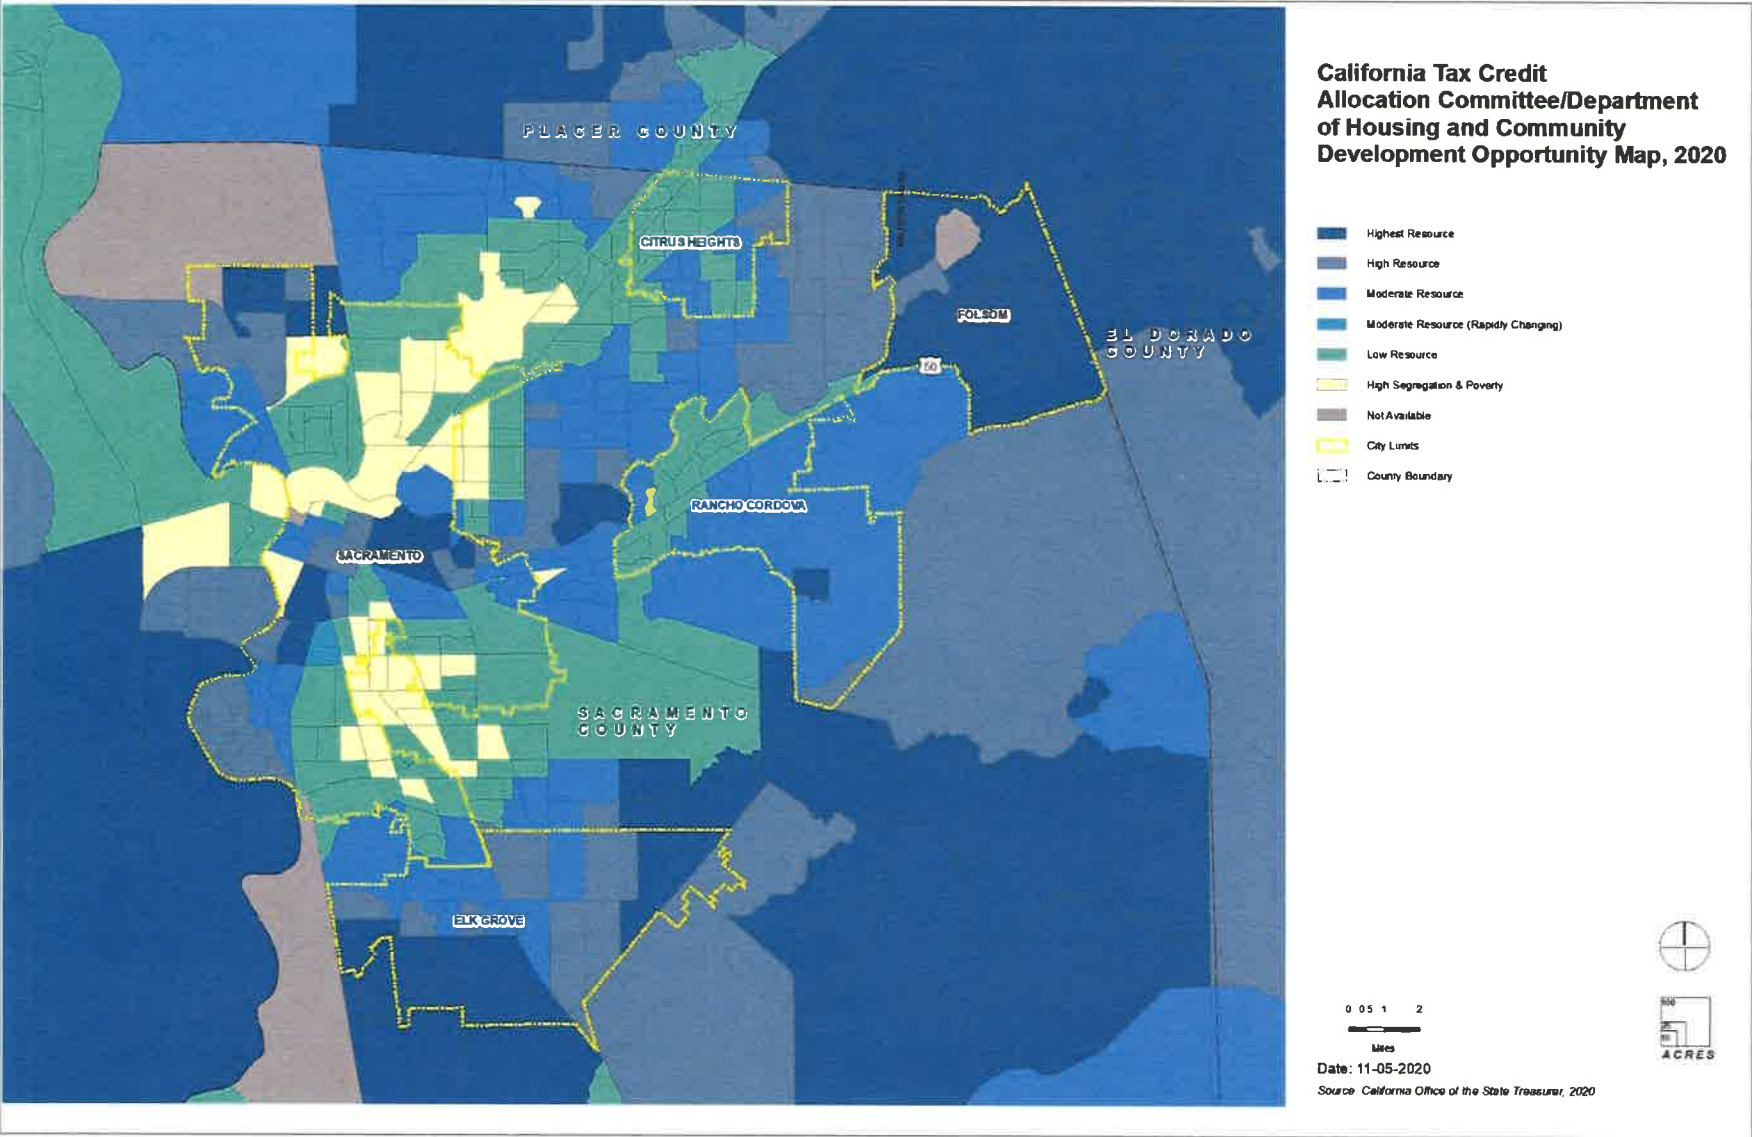 California Tax Credit
Allocation Committee/Department
of Housing and Community
Development Opportunity Map, 2020
Highest Resource
High Resource
Moderate Resource
Moderate Resource (Rapidly Changing)
Low Resource
High Segregation & Poverty
Not Available
City Limits
County Boundary
PLACER COUNTY
CITRUS HEIGHTS
FOLSOM
EL DORADO
COUNTY
50
RANCHO CORDOVA
SACRAMENTO
SACRAMENTO
COUNTY
ELK GROVE
0 05 1 2
Miles
ACRES
Date: 11-05-2020
Source California Office of the State Treasurer, 2020